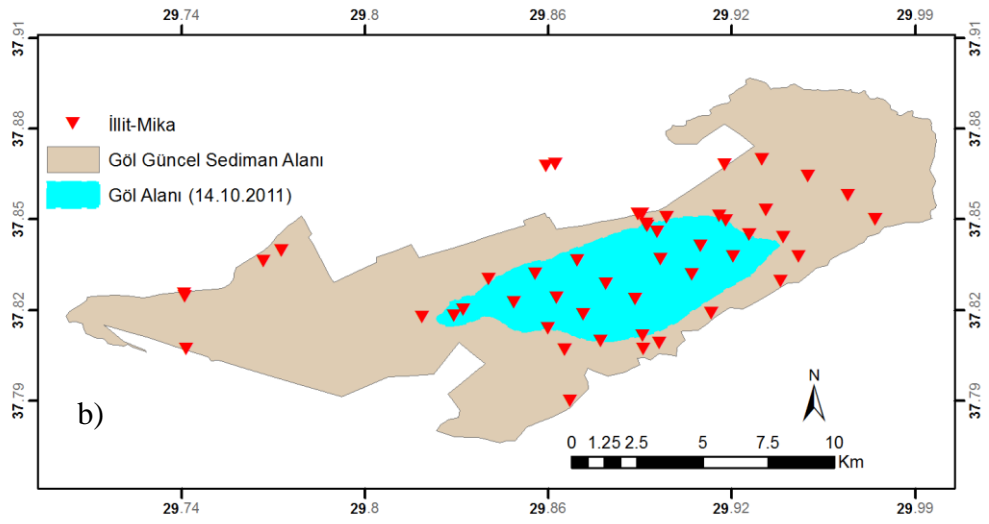 29.74 29.8 29.86 29.92 29.99
37.91 37.91
37.88 37.88
37.85 37.85
37.82 37.82
37.79 37.79
İllit-Mika
Göl Güncel Sediman Alanı
Göl Alanı (14.10.2011)
b)
N
0 1.25 2.5 5 7.5 10
Km
29.74 29.8 29.86 29.92 29.99